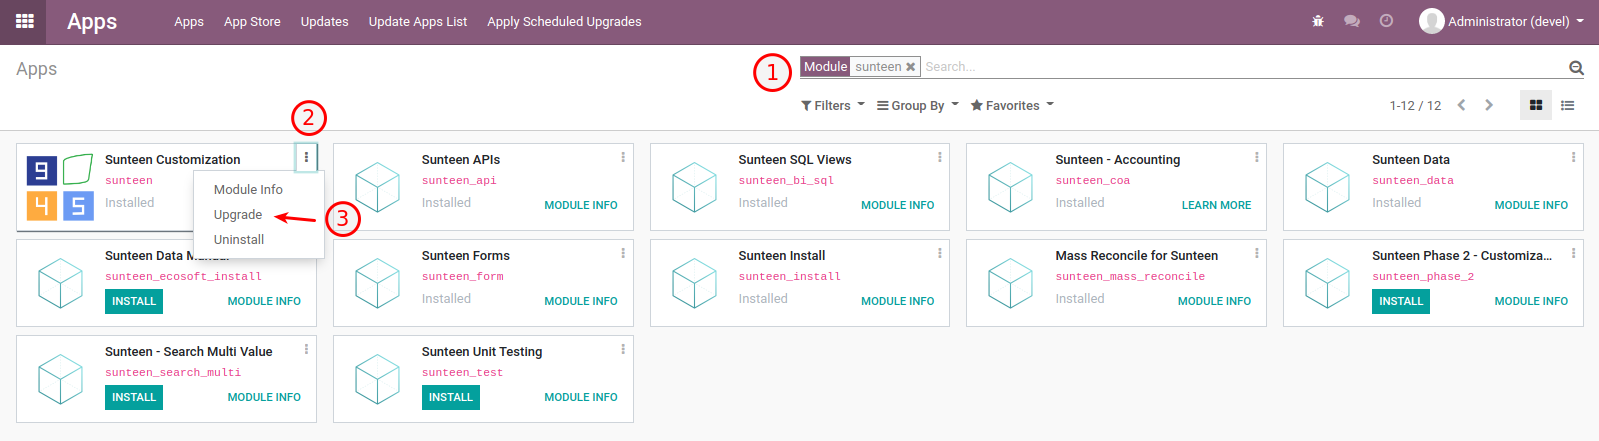 Apps Apps App Store Updates Update Apps List Apply Scheduled Upgrades Administrator (devel)
Apps 1 Module sunteen Search...
Filters Group By Favorites 1-12 / 12
2
Sunteen Customization
sunteen
Installed
9
4 5
Module Info
Upgrade
Uninstall
3
Sunteen APIs
sunteen_api
Installed MODULE INFO
Sunteen SQL Views
sunteen_bi_sql
Installed MODULE INFO
Sunteen - Accounting
sunteen_coa
Installed LEARN MORE
Sunteen Data
sunteen_data
Installed MODULE INFO
Sunteen Data Manual
sunteen_ecosoft_install
INSTALL MODULE INFO
Sunteen Forms
sunteen_form
Installed MODULE INFO
Sunteen Install
sunteen_install
Installed MODULE INFO
Mass Reconcile for Sunteen
sunteen_mass_reconcile
Installed MODULE INFO
Sunteen Phase 2 - Customiza...
sunteen_phase_2
INSTALL MODULE INFO
Sunteen - Search Multi Value
sunteen_search_multi
INSTALL MODULE INFO
Sunteen Unit Testing
sunteen_test
INSTALL MODULE INFO